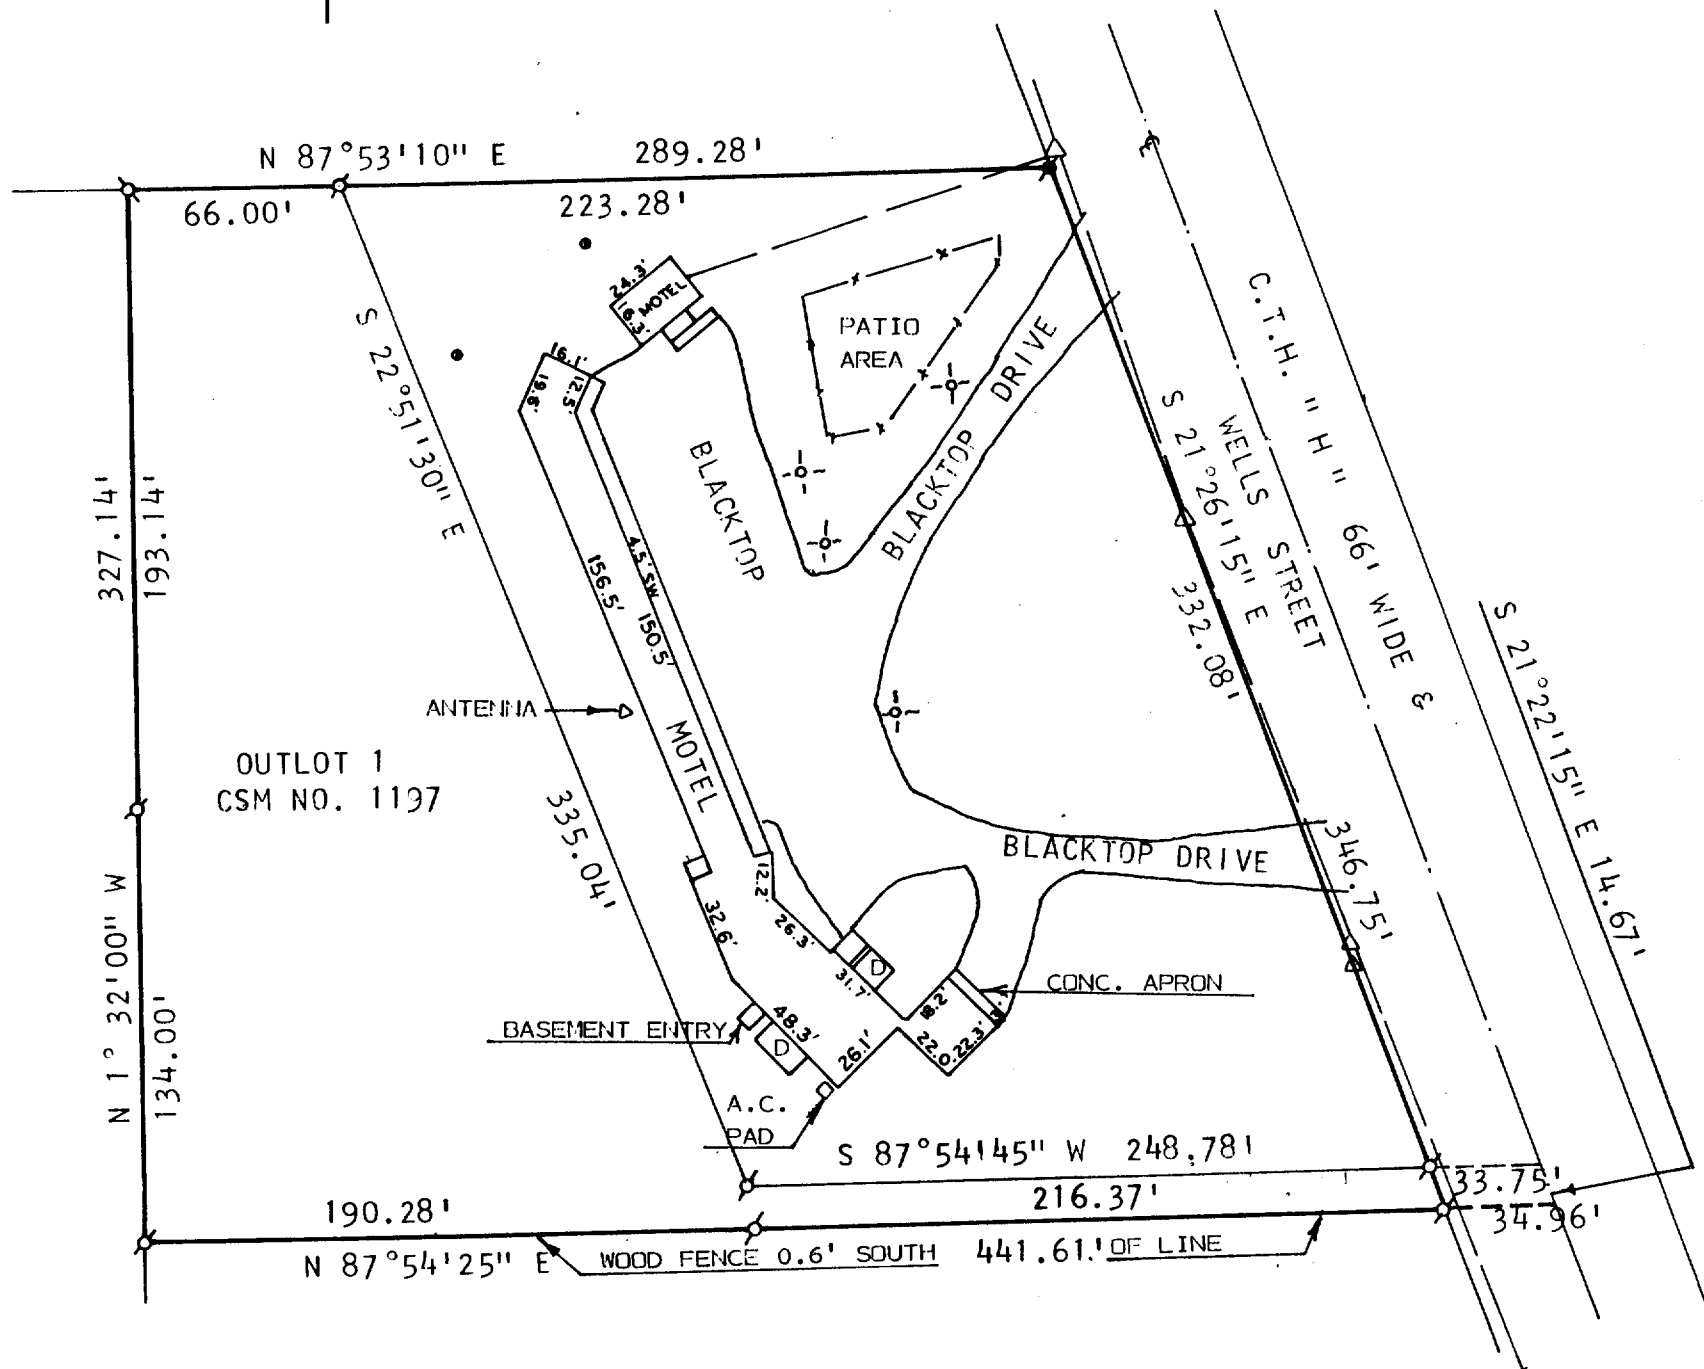 N 87°53'10" E 289.28'
66.00' 223.28'
S 22°51'30" E
335.04'
327.14'
193.14'
N 1° 32'00" W
134.00'
OUTLOT 1
CSM NO. 1197
24.3'
MOTEL
16.3'
16.1'
19.6'
12.5'
PATIO
AREA
BLACKTOP DRIVE
BLACKTOP
4.5' SW 150.5'
156.5'
MOTEL
ANTENNA
C.T.H. "H" 66' WIDE &
WELLS STREET
S 21°26'15" E
332.08'
346.75'
S 21°22'15" E 14.67'
BLACKTOP DRIVE
12.2'
32.6'
26.3'
31.7'
D
48.3'
18.2'
22.0
22.3'
26.1'
CONC. APRON
BASEMENT ENTRY
D
A.C.
PAD
S 87°54'45" W 248.78'
33.75'
190.28' 216.37'
34.96'
N 87°54'25" E 441.61'
WOOD FENCE 0.6' SOUTH OF LINE